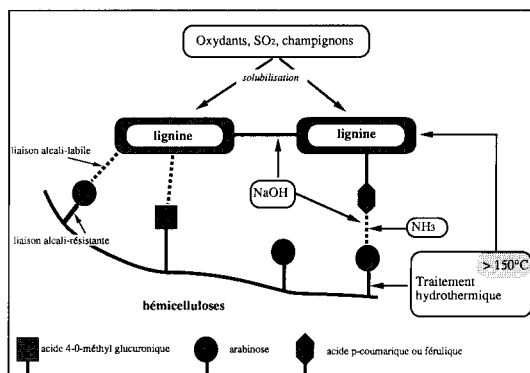 Oxydants, SO2, champignons
solubilisation
lignine
lignine
liaison alcali-labile
NaOH
NH3
liaison alcali-résistante
> 150°C
Traitement
hydrothermique
hémicelluloses
acide 4-0-méthyl glucuronique
arabinose
acide p-coumarique ou férulique